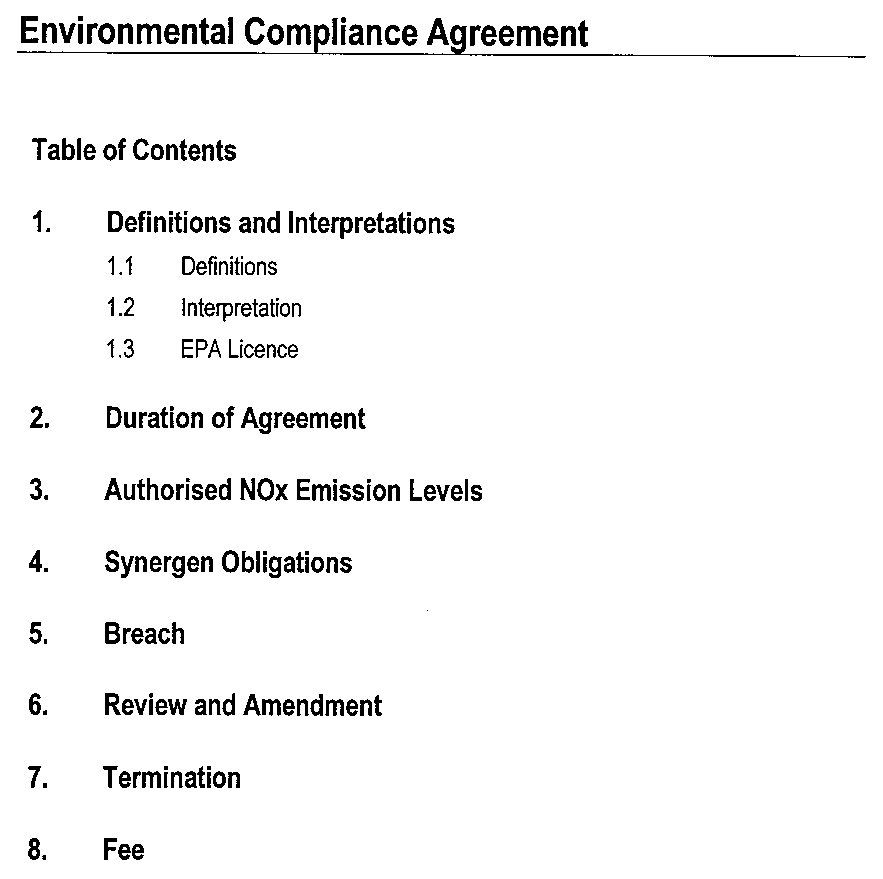 Environmental Compliance Agreement
Table of Contents
1. Definitions and Interpretations
1.1 Definitions
1.2 Interpretation
1.3 EPA Licence
2. Duration of Agreement
3. Authorised NOx Emission Levels
4. Synergen Obligations
5. Breach
6. Review and Amendment
7. Termination
8. Fee